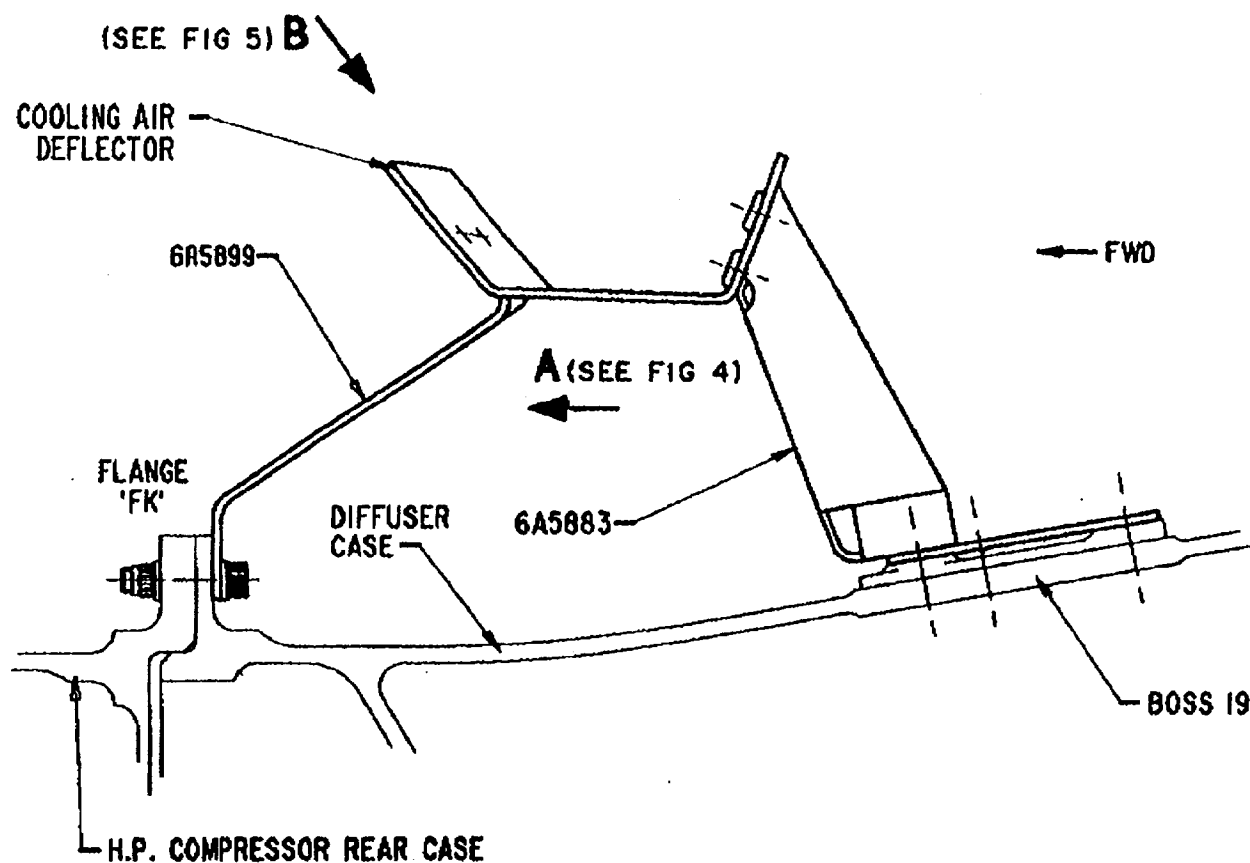 (SEE FIG 5) B
COOLING AIR
DEFLECTOR
6A5899
FWD
A (SEE FIG 4)
FLANGE
'FK'
DIFFUSER
CASE
6A5883
BOSS 19
H.P. COMPRESSOR REAR CASE